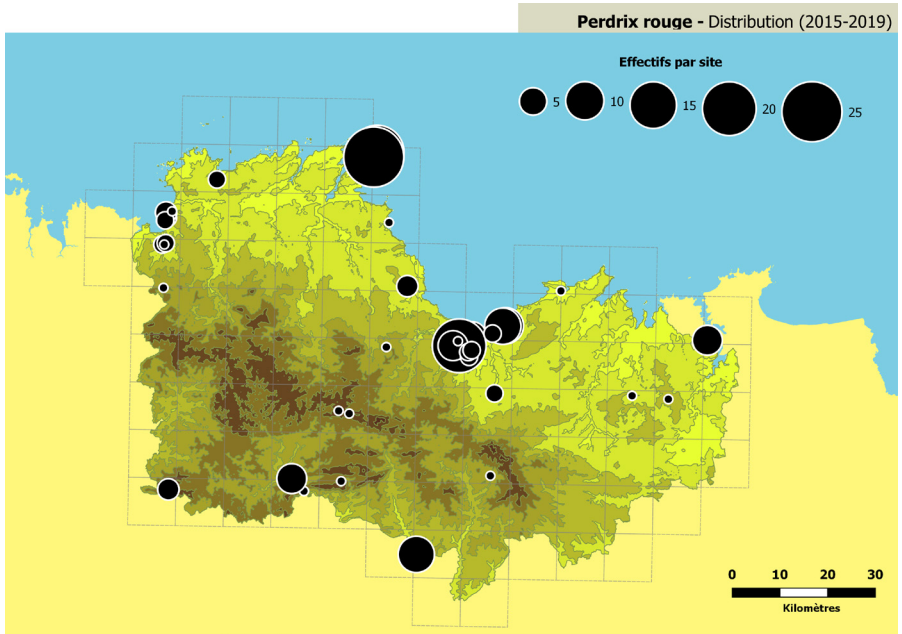 Perdrix rouge - Distribution (2015-2019)
Effectifs par site
5 10 15 20 25
0 10 20 30
Kilomètres